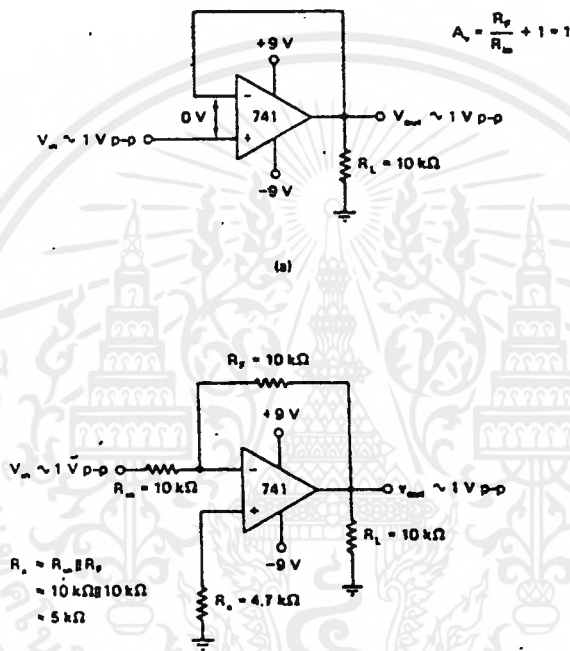 A_v = R_F / R_in + 1 = 1
+9 V
0 V
−
741
+
V_in ~ 1 V p-p
V_out ~ 1 V p-p
R_L = 10 kΩ
−9 V
(a)
R_F = 10 kΩ
+9 V
V_in ~ 1 V p-p
R_in = 10 kΩ
−
741
+
v_out ~ 1 V p-p
R_L = 10 kΩ
−9 V
R_s ≈ R_in || R_F
= 10 kΩ||10 kΩ
= 5 kΩ
R_s = 4.7 kΩ